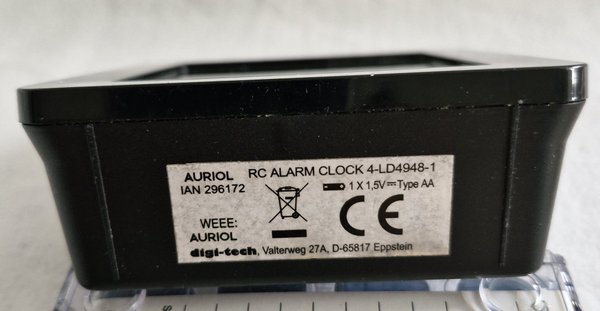 AURIOL RC ALARM CLOCK 4-LD4948-1
IAN 296172
1 X 1,5V⎓Type AA
WEEE:
AURIOL
CE
digi-tech, Valterweg 27A, D-65817 Eppstein